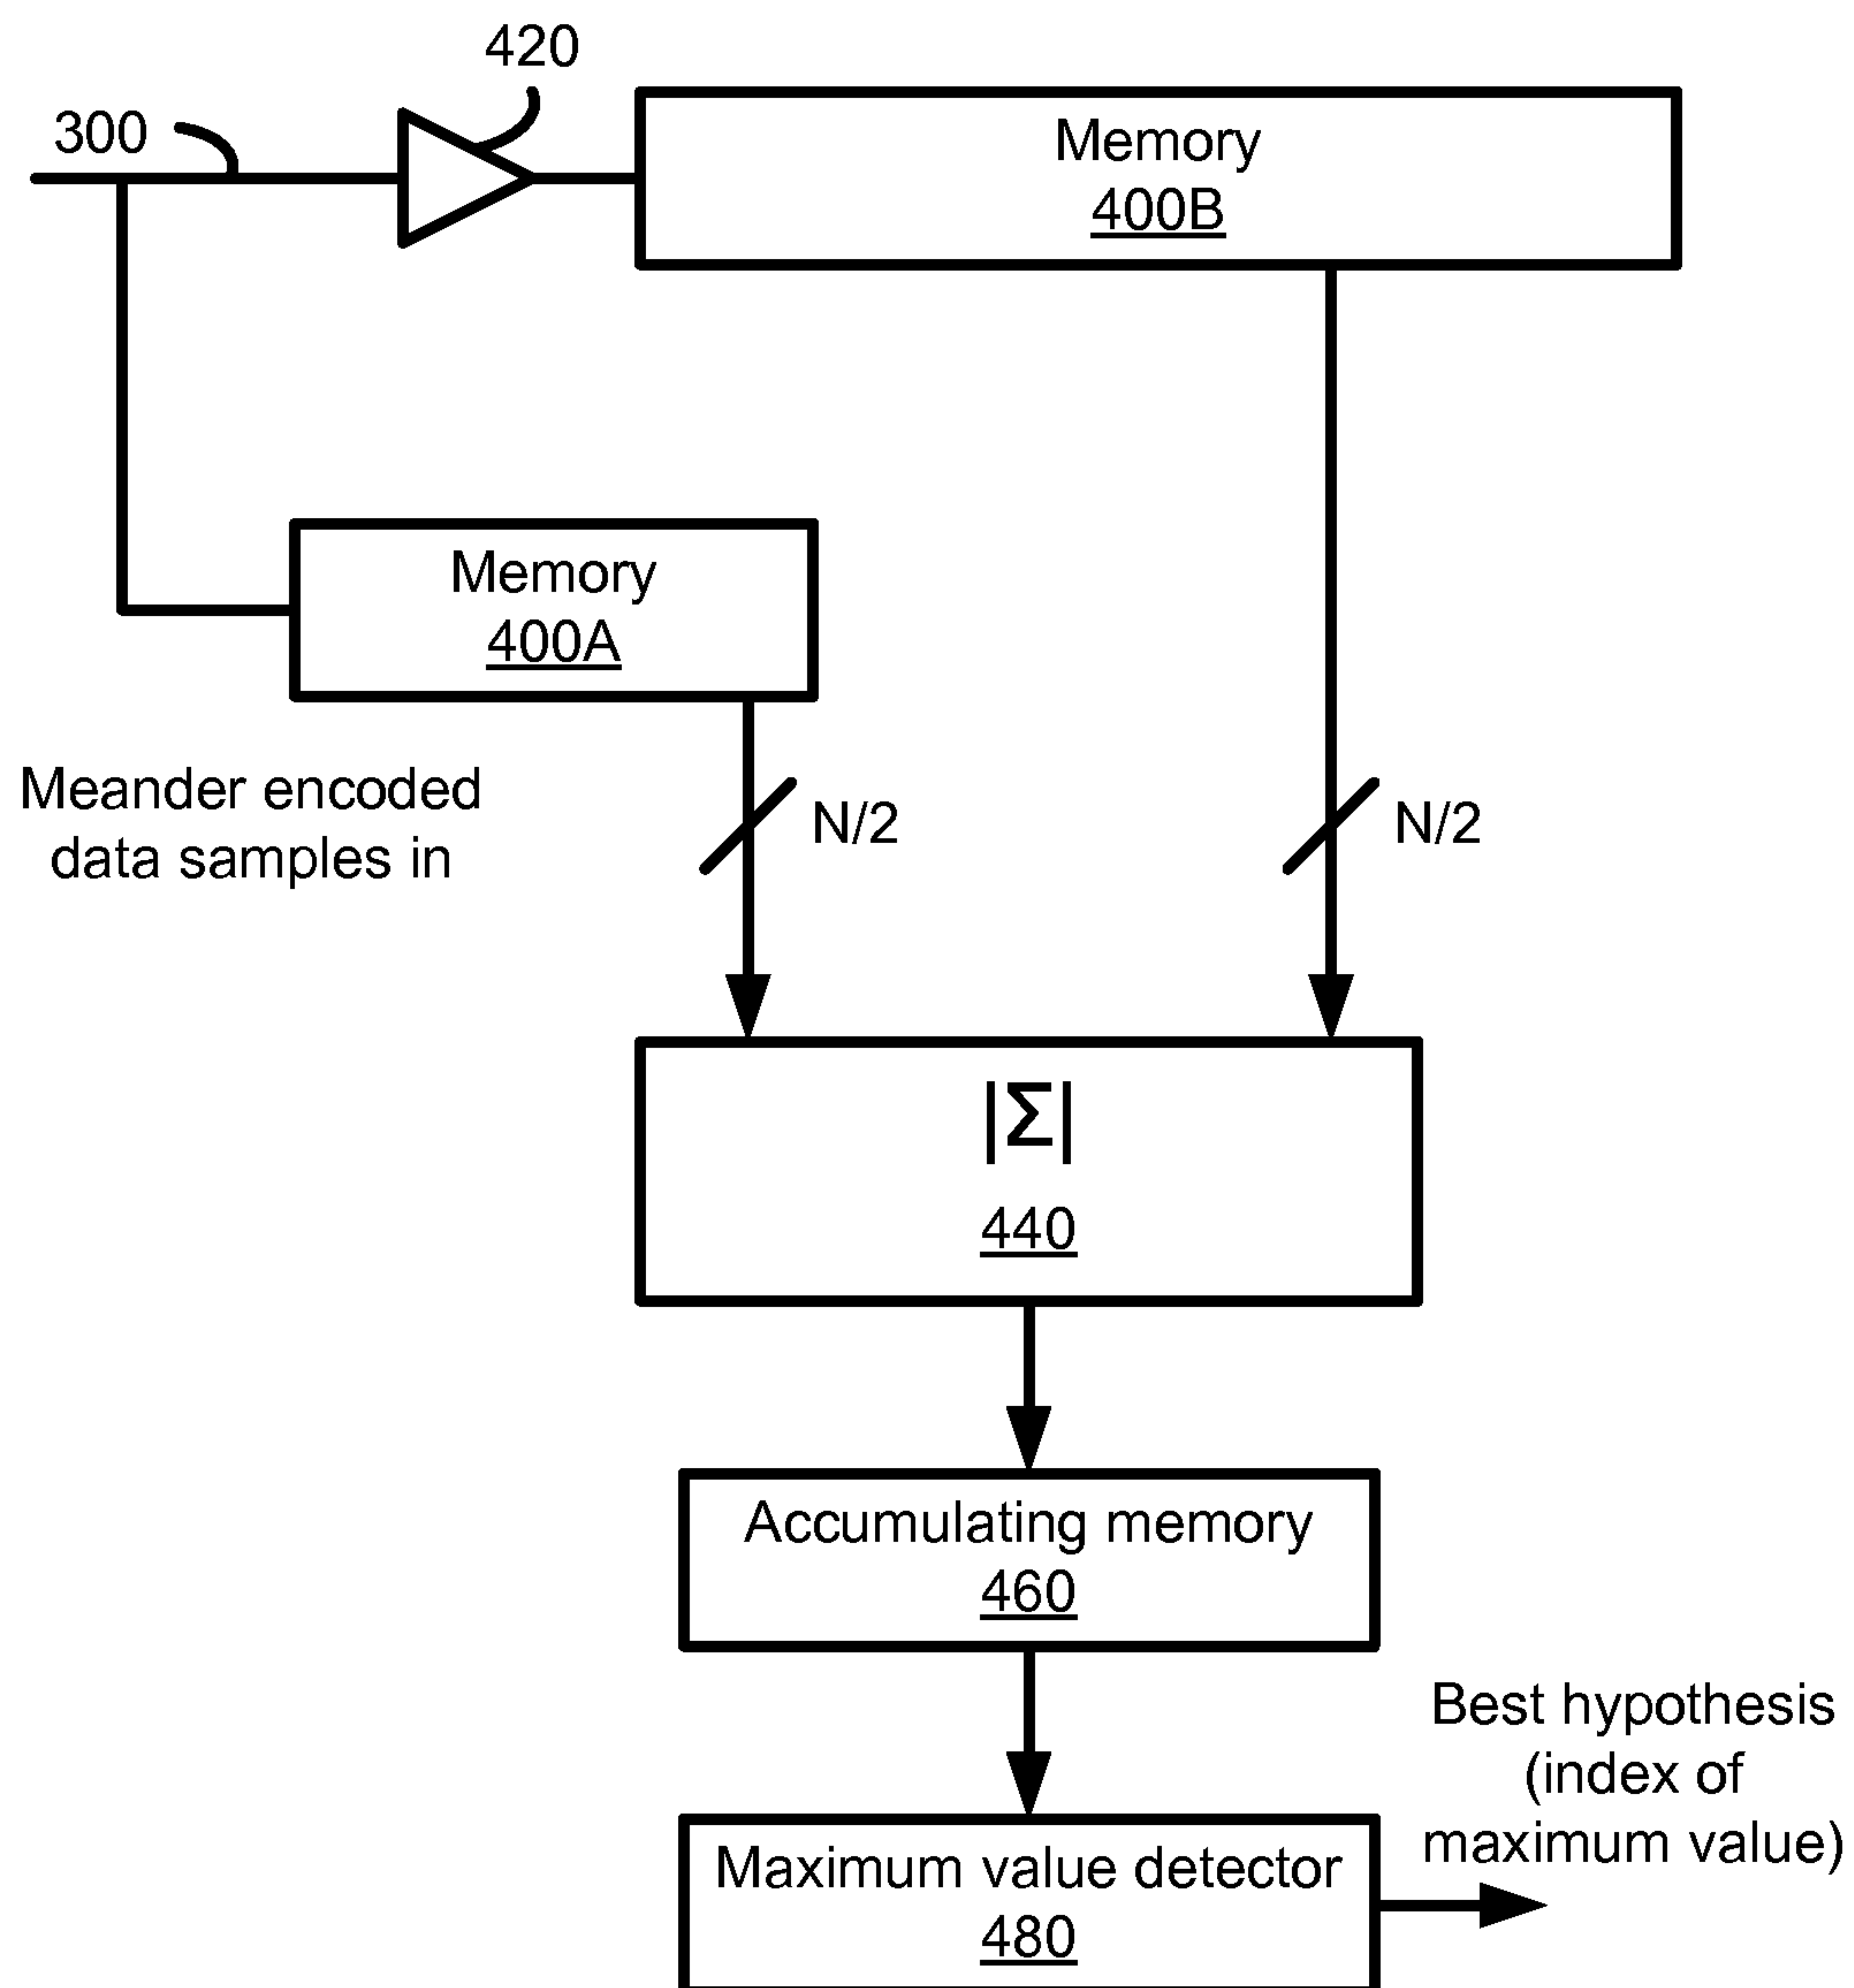 420
300
Memory
400B
Memory
400A
Meander encoded
data samples in
N/2
N/2
|Σ|
440
Accumulating memory
460
Best hypothesis
(index of
maximum value)
Maximum value detector
480